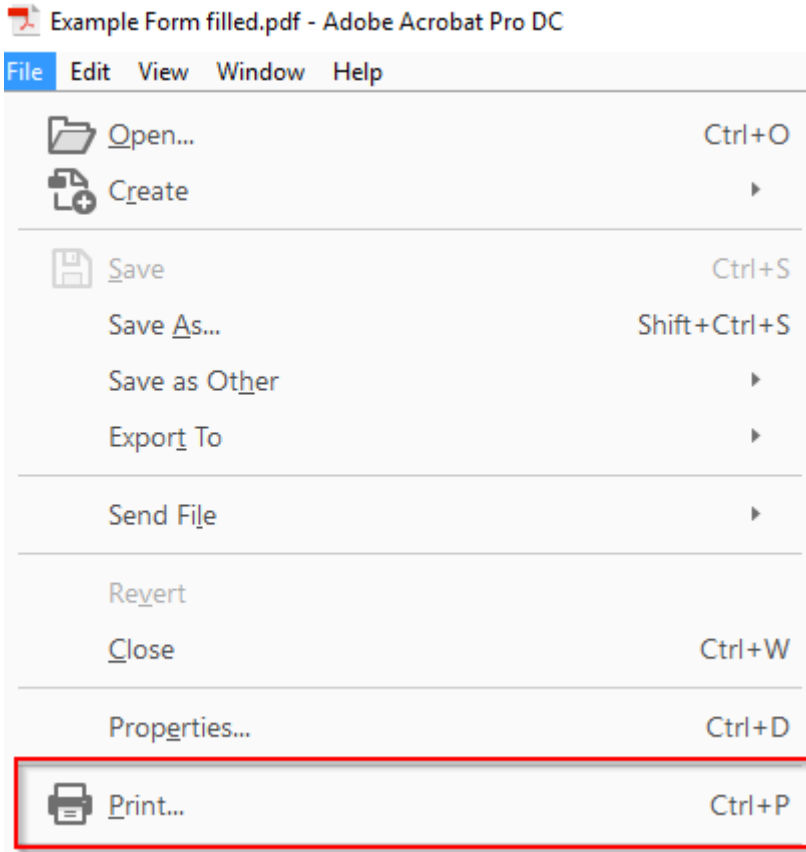 Example Form filled.pdf - Adobe Acrobat Pro DC
File Edit View Window Help
Open... Ctrl+O
Create
Save Ctrl+S
Save As... Shift+Ctrl+S
Save as Other
Export To
Send File
Revert
Close Ctrl+W
Properties... Ctrl+D
Print... Ctrl+P